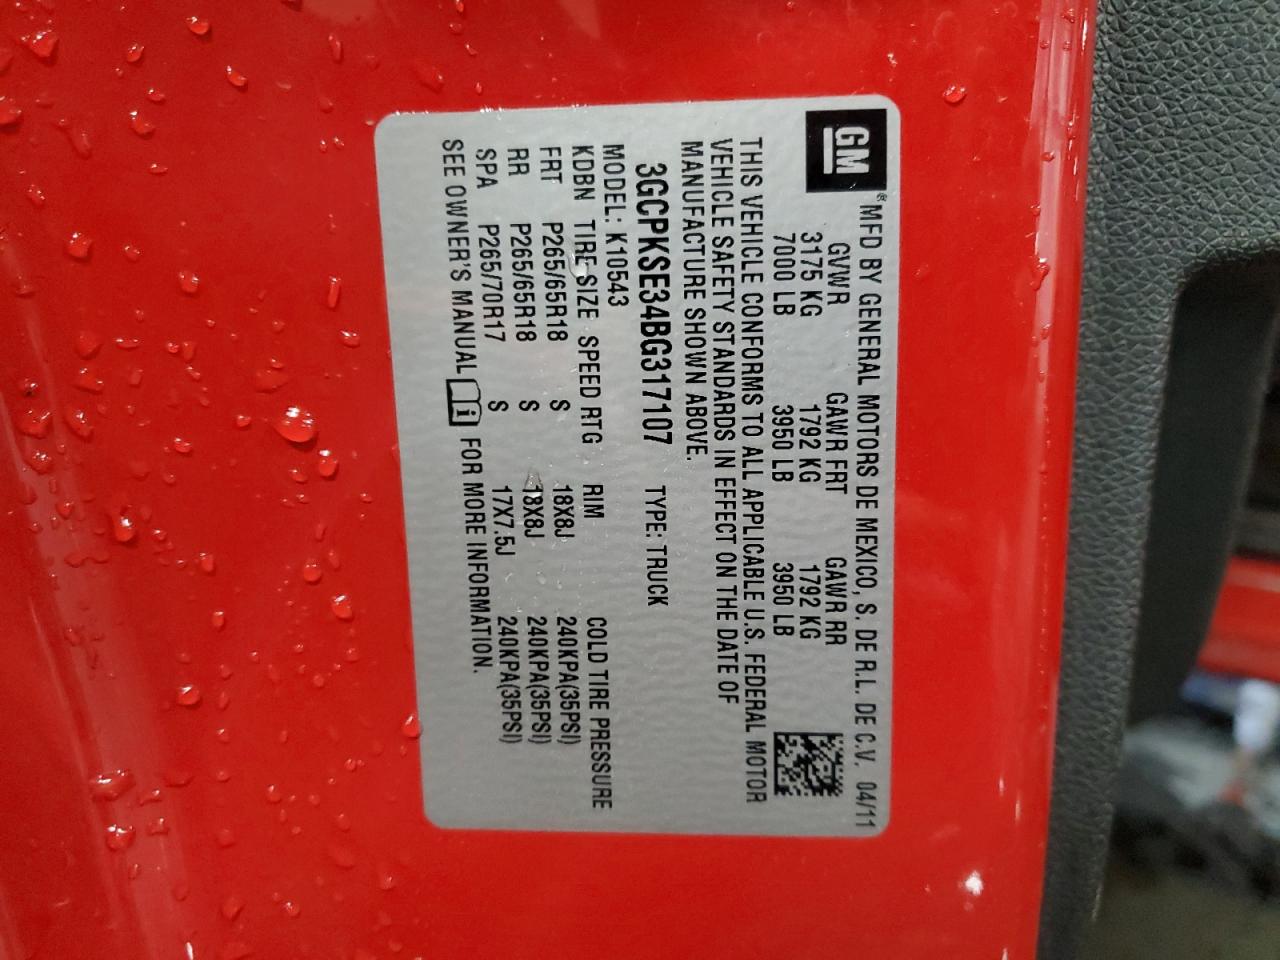 GM
® MFD BY GENERAL MOTORS DE MEXICO, S. DE R.L. DE C.V. 04/11
GVWR GAWR FRT GAWR RR
3175 KG 1792 KG 1792 KG
7000 LB 3950 LB 3950 LB
THIS VEHICLE CONFORMS TO ALL APPLICABLE U.S. FEDERAL MOTOR
VEHICLE SAFETY STANDARDS IN EFFECT ON THE DATE OF
MANUFACTURE SHOWN ABOVE.
3GCPKSE34BG317107 TYPE: TRUCK
MODEL: K10543
KDBN TIRE SIZE SPEED RTG RIM COLD TIRE PRESSURE
FRT P265/65R18 S 18X8J 240KPA(35PSI)
RR P265/65R18 S 18X8J 240KPA(35PSI)
SPA P265/70R17 S 17X7.5J 240KPA(35PSI)
SEE OWNER'S MANUAL i FOR MORE INFORMATION.